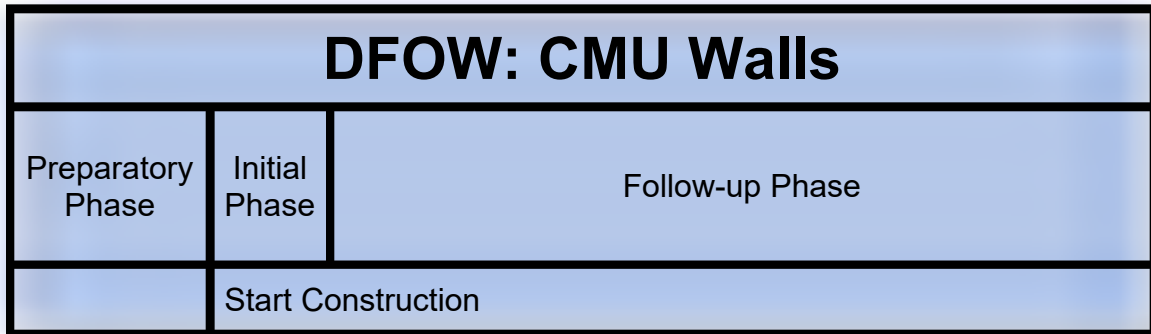 DFOW: CMU Walls
Preparatory
Phase
Initial
Phase
Follow-up Phase
Start Construction